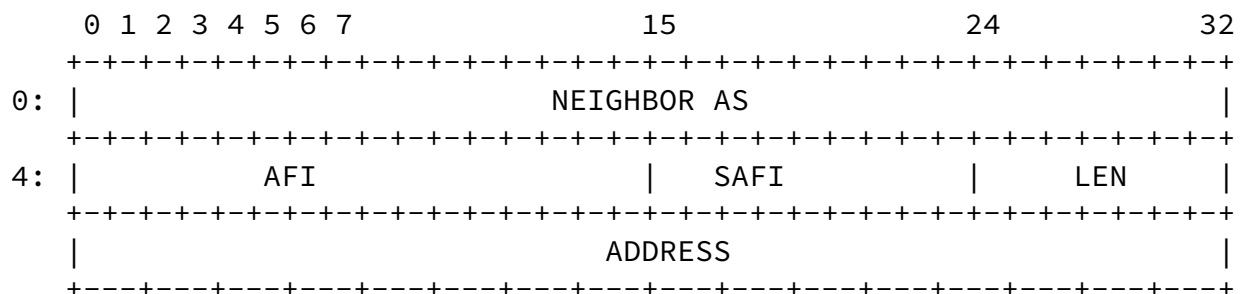 0 1 2 3 4 5 6 7 15 24 32
+-+-+-+-+-+-+-+-+-+-+-+-+-+-+-+-+-+-+-+-+-+-+-+-+-+-+-+-+-+-+-+-+
0: | NEIGHBOR AS |
+-+-+-+-+-+-+-+-+-+-+-+-+-+-+-+-+-+-+-+-+-+-+-+-+-+-+-+-+-+-+-+-+
4: | AFI | SAFI | LEN |
+-+-+-+-+-+-+-+-+-+-+-+-+-+-+-+-+-+-+-+-+-+-+-+-+-+-+-+-+-+-+-+-+
| ADDRESS |
+---+---+---+---+---+---+---+---+---+---+---+---+---+---+---+---+